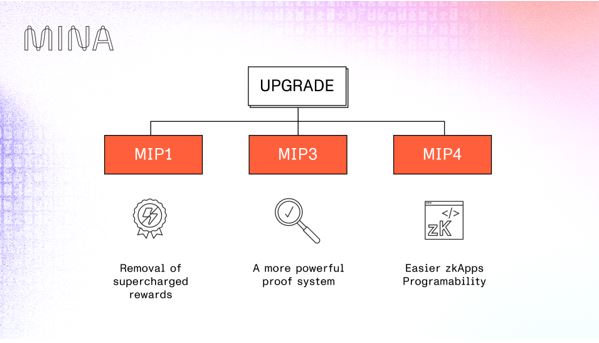 MINA
UPGRADE
MIP1
MIP3
MIP4
</>
zK
Removal of
supercharged
rewards
A more powerful
proof system
Easier zkApps
Programability